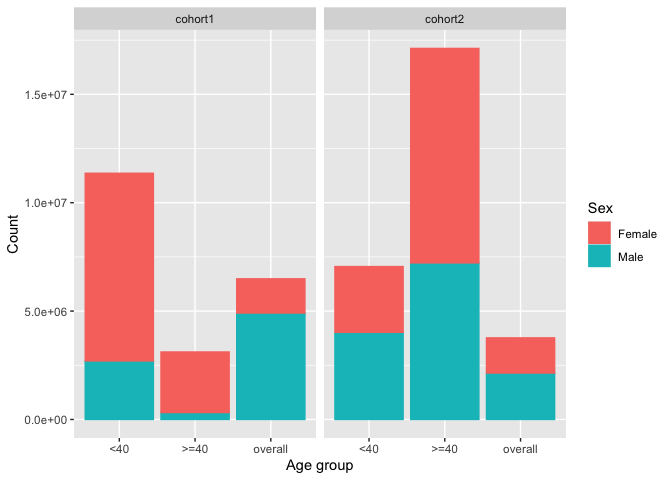 cohort1 cohort2
Count
1.5e+07
1.0e+07
5.0e+06
0.0e+00
<40 >=40 overall <40 >=40 overall
Age group
Sex
Female
Male